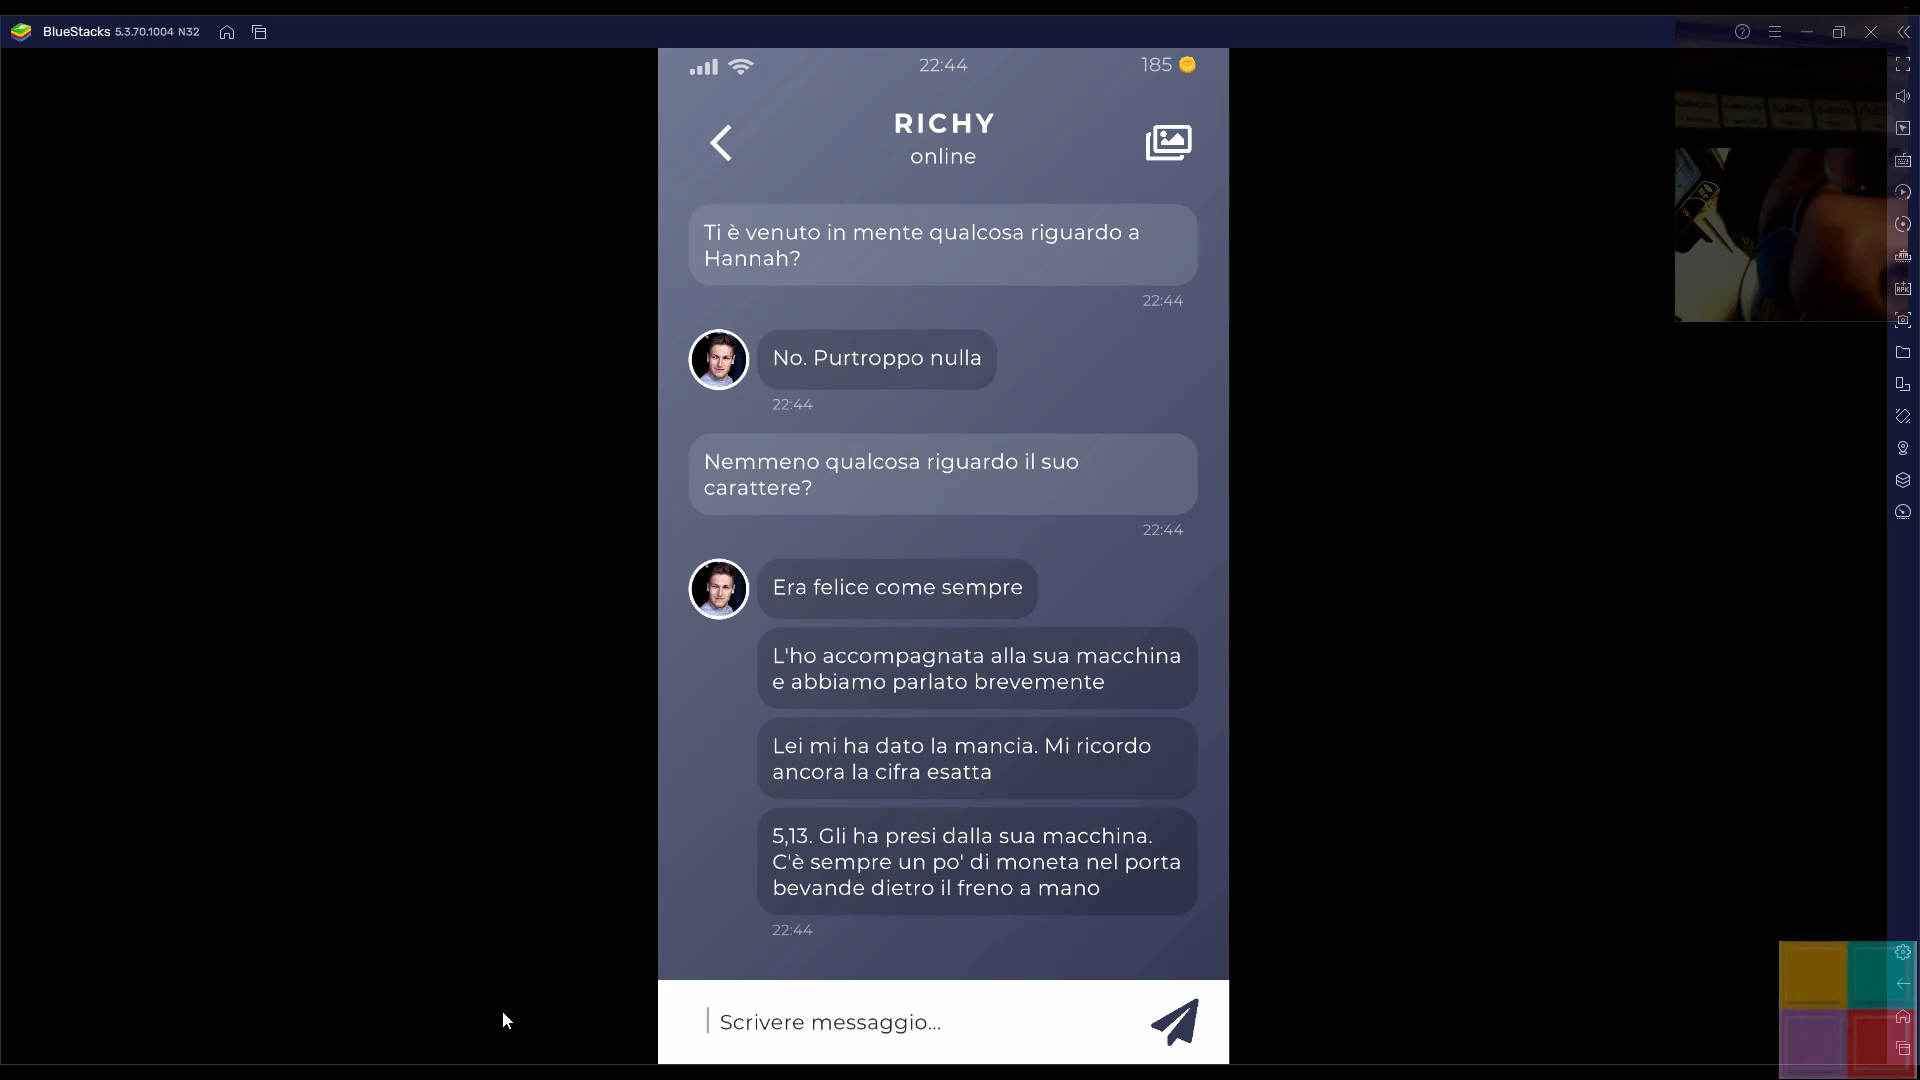 BlueStacks 5.3.70.1004 N32
22:44
185
RICHY
online
Ti è venuto in mente qualcosa riguardo a
Hannah?
22:44
No. Purtroppo nulla
22:44
Nemmeno qualcosa riguardo il suo
carattere?
22:44
Era felice come sempre
L'ho accompagnata alla sua macchina
e abbiamo parlato brevemente
Lei mi ha dato la mancia. Mi ricordo
ancora la cifra esatta
5,13. Gli ha presi dalla sua macchina.
C'è sempre un po' di moneta nel porta
bevande dietro il freno a mano
22:44
Scrivere messaggio...